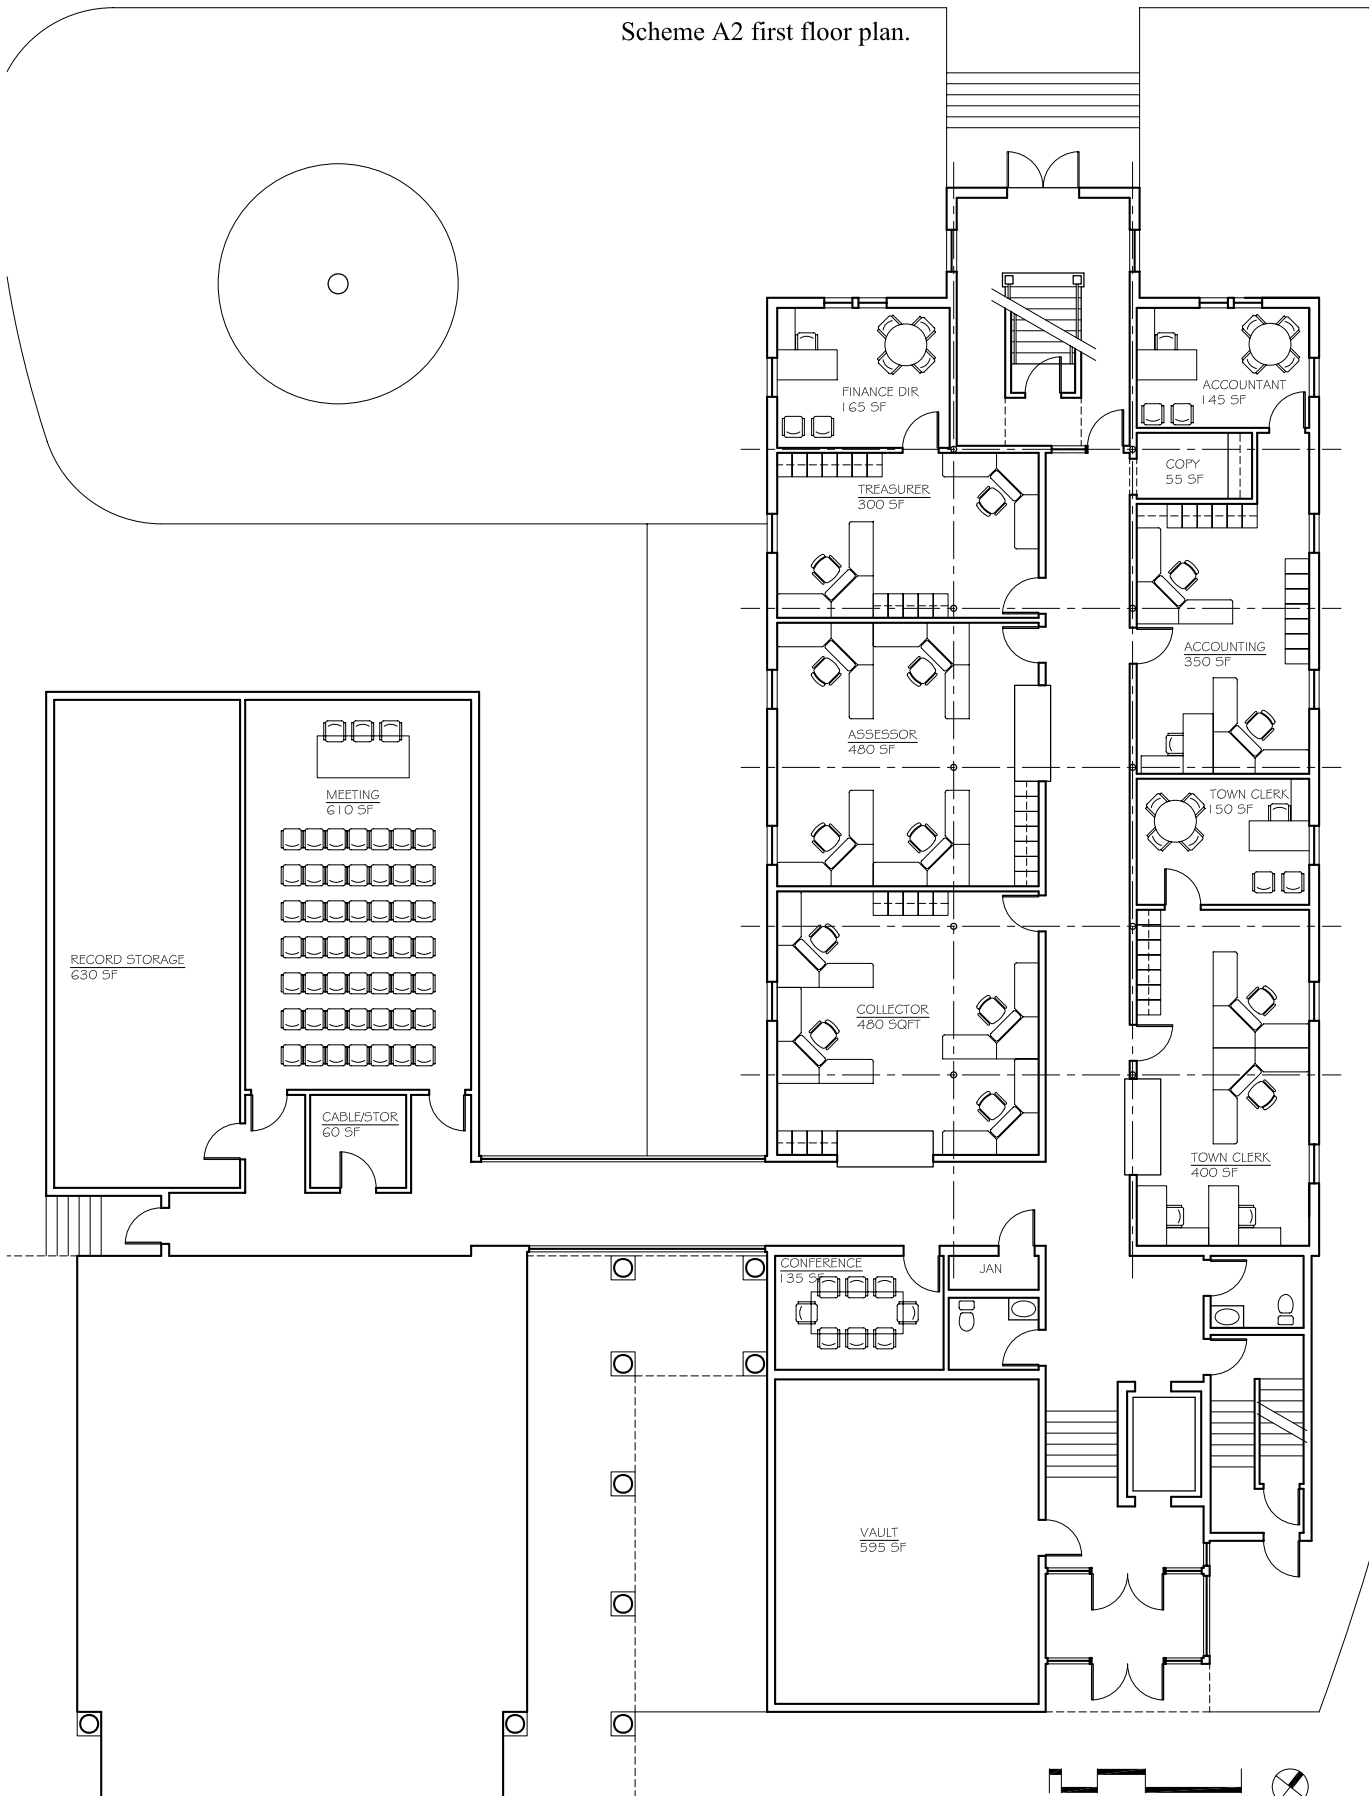 Scheme A2 first floor plan.
FINANCE DIR
165 SF
ACCOUNTANT
145 SF
COPY
55 SF
TREASURER
300 SF
ACCOUNTING
350 SF
ASSESSOR
480 SF
TOWN CLERK
150 SF
MEETING
610 SF
RECORD STORAGE
630 SF
COLLECTOR
480 SQFT
CABLE/STOR
60 SF
TOWN CLERK
400 SF
CONFERENCE
135 SF
JAN
VAULT
595 SF